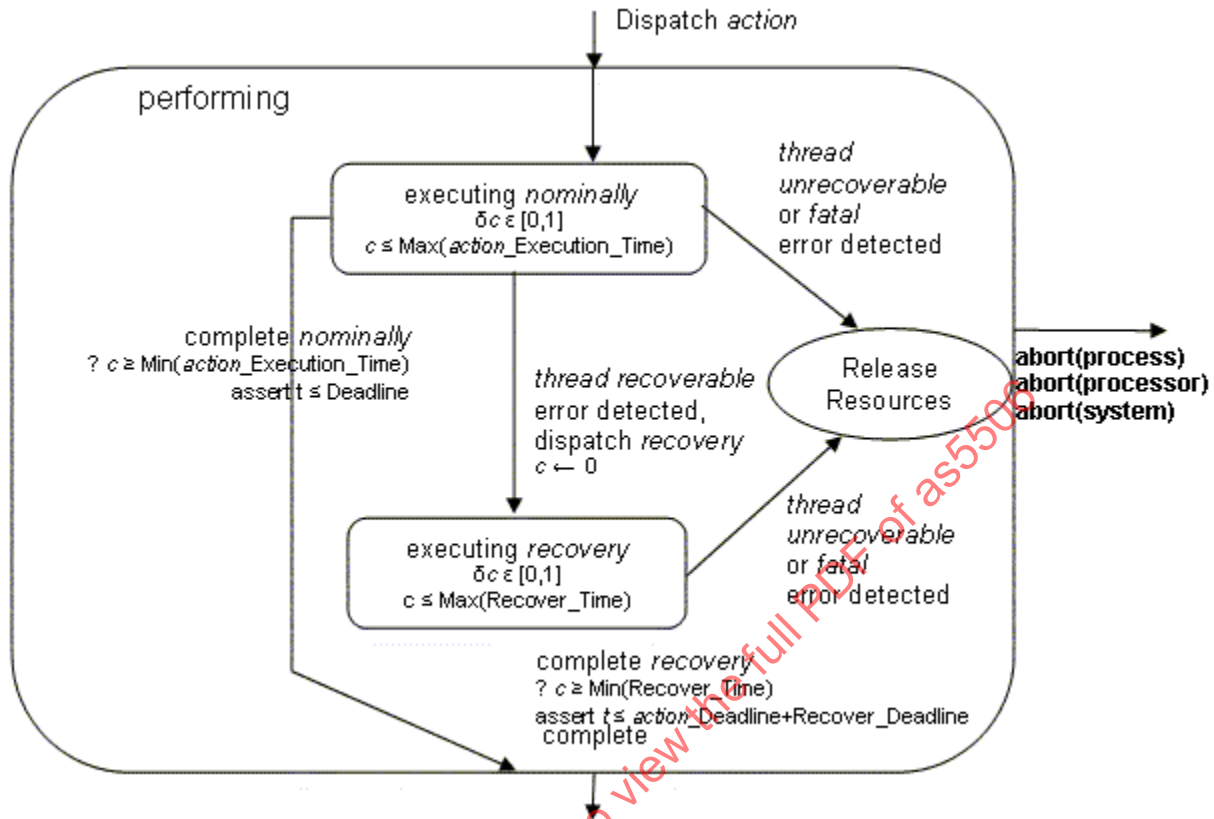 Dispatch action
performing
executing nominally
δc ε [0,1]
c ≤ Max(action_Execution_Time)
thread
unrecoverable
or fatal
error detected
complete nominally
? c ≥ Min(action_Execution_Time)
assert t ≤ Deadline
thread recoverable
error detected,
dispatch recovery
c ← 0
Release
Resources
abort(process)
abort(processor)
abort(system)
executing recovery
δc ε [0,1]
c ≤ Max(Recover_Time)
thread
unrecoverable
or fatal
error detected
complete recovery
? c ≥ Min(Recover_Time)
assert t ≤ action_Deadline+Recover_Deadline
complete
view the full PDF of as5506